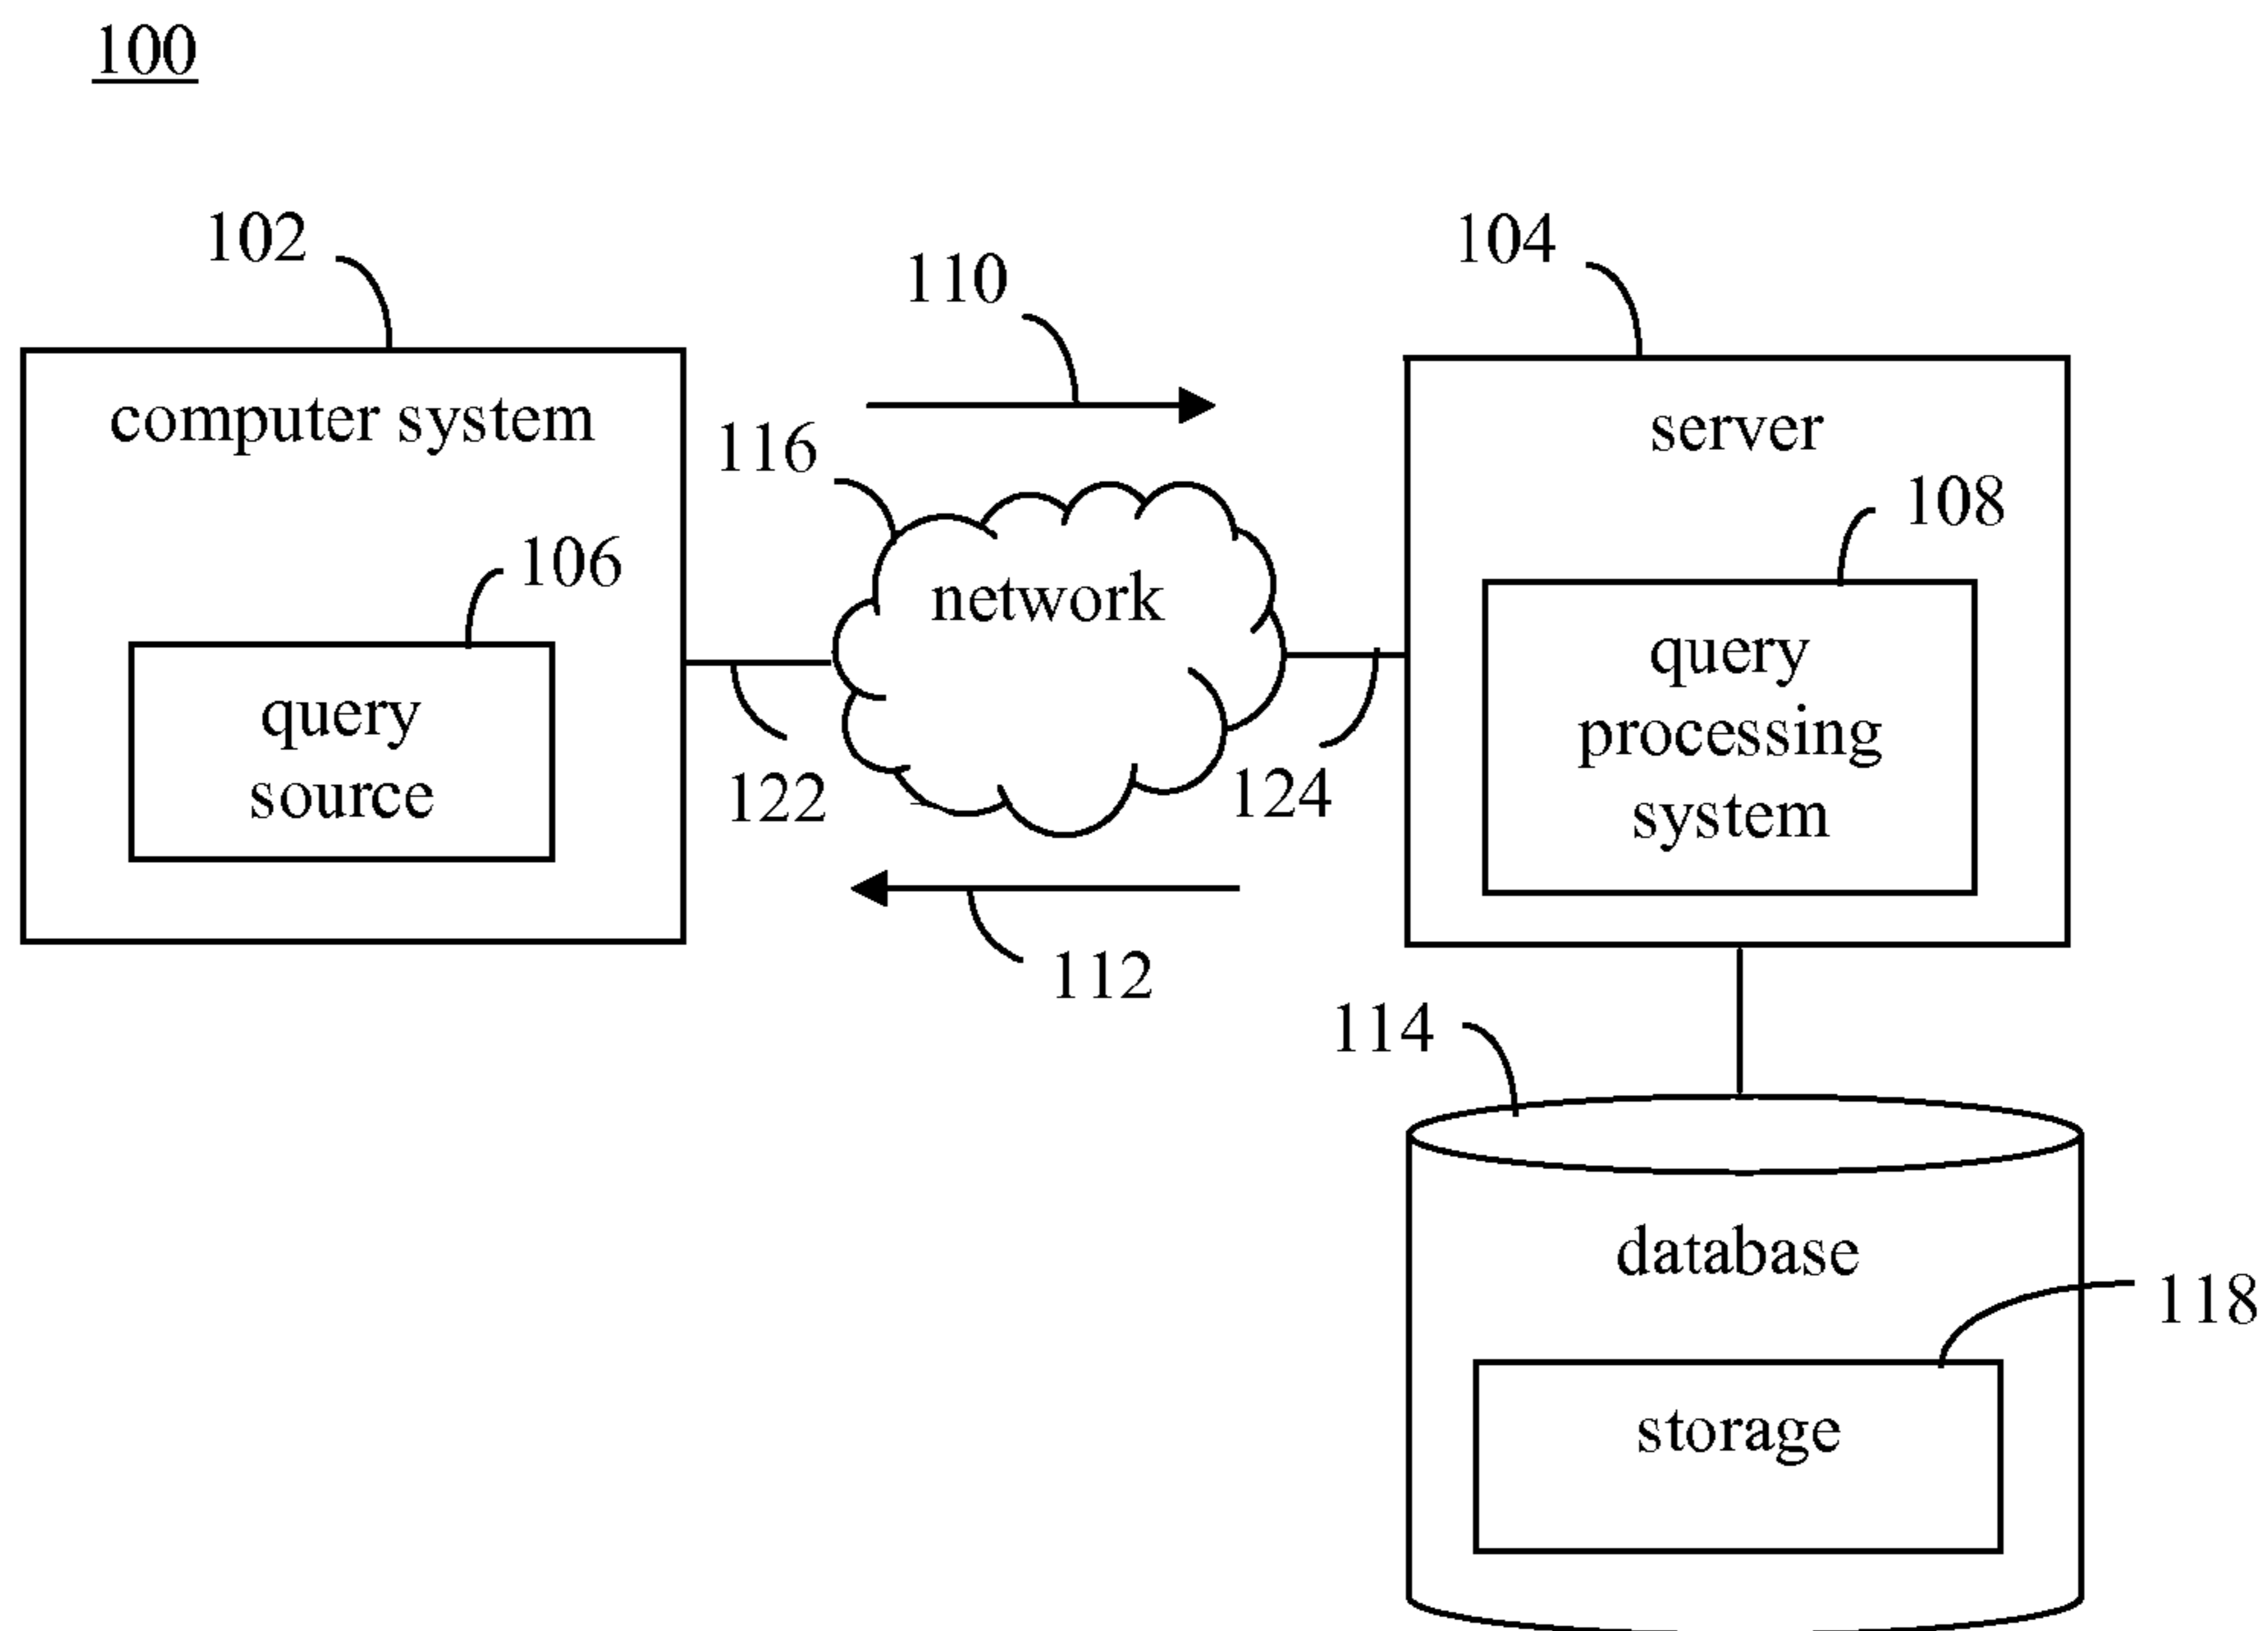 100
102
104
110
computer system
server
116
108
106
network
query
processing
system
query
source
122
124
112
114
database
118
storage